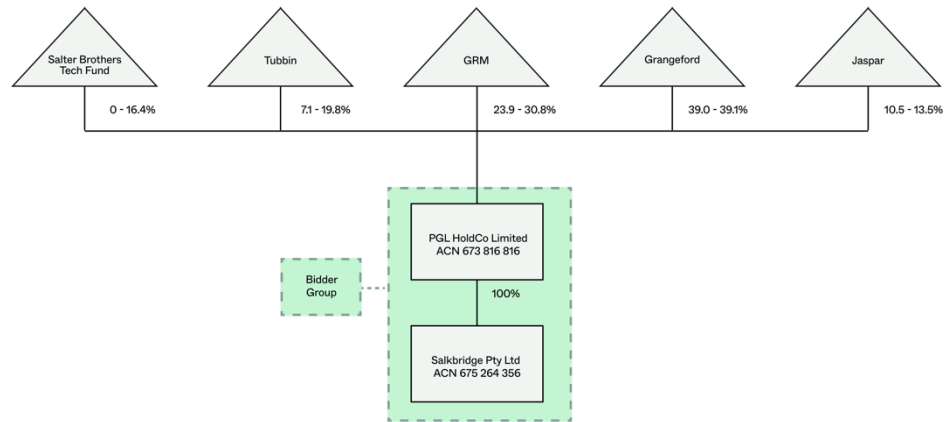 Salter Brothers
Tech Fund
Tubbin
GRM
Grangeford
Jaspar
0 - 16.4%
7.1 - 19.8%
23.9 - 30.8%
39.0 - 39.1%
10.5 - 13.5%
PGL HoldCo Limited
ACN 673 816 816
Bidder
Group
100%
Salkbridge Pty Ltd
ACN 675 264 356